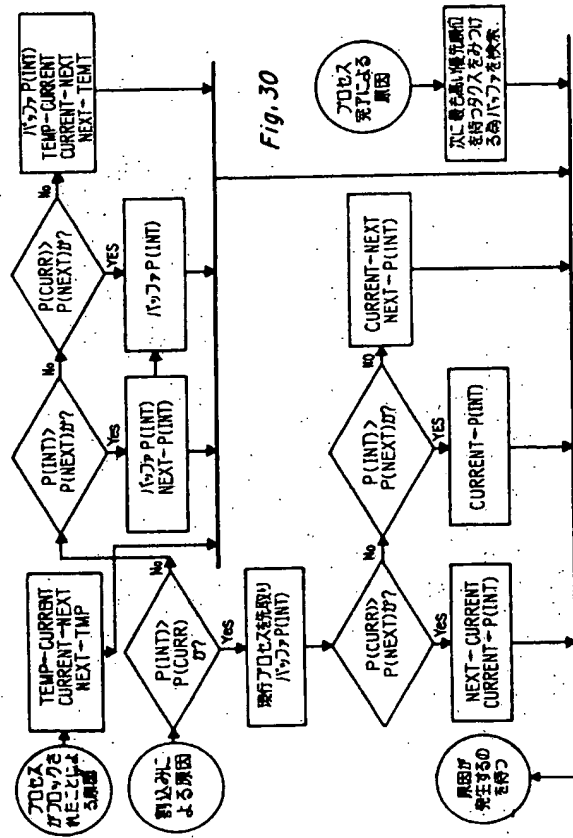 プロセス
がブロックさ
れたことによ
る原因
TEMP-CURRENT
CURRENT-NEXT
NEXT-TMP
割込みに
よる原因
P(INT)>
P(CURR)
か?
No
Yes
P(INT)>
P(NEXT)か?
No
Yes
バッファP(INT)
NEXT-P(INT)
P(CURR)>
P(NEXT)か?
No
YES
バッファP(INT)
バッファP(INT)
TEMP-CURRENT
CURRENT-NEXT
NEXT-TEMT
現行プロセスを先取り
バッファP(INT)
P(CURR)>
P(NEXT)か?
No
Yes
NEXT-CURRENT
CURRENT-P(INT)
P(INT)>
P(NEXT)か?
NO
YES
CURRENT-P(INT)
CURRENT-NEXT
NEXT-P(INT)
Fig. 30
プロセス
完了による
原因
次に最も高い優先順位
を持つタクスをみつけ
る為バッファを検索.
原因が
発生するの
を待つ